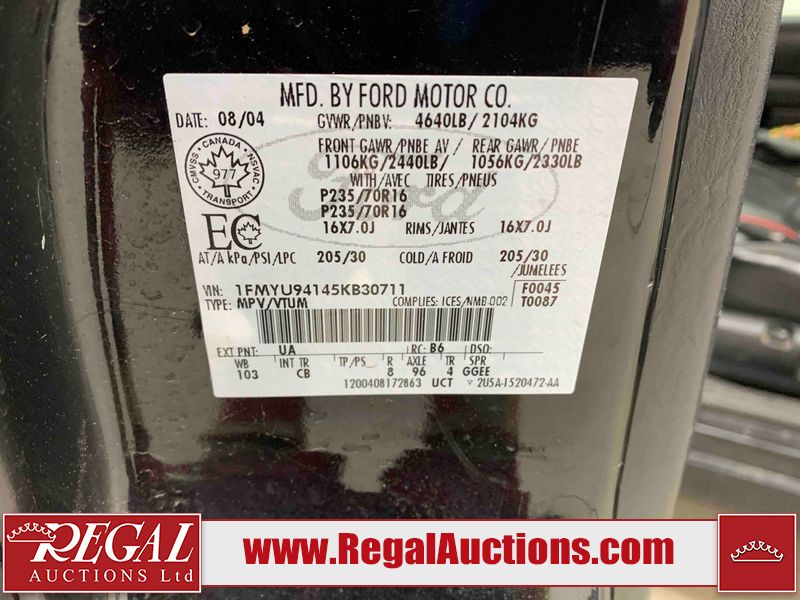 MFD. BY FORD MOTOR CO.
DATE: 08/04 GVWR/PNBV: 4640LB/ 2104KG
FRONT GAWR/PNBE AV/ REAR GAWR/ PNBE
1106KG/2440LB/ 1056KG/2330LB
WITH/AVEC TIRES/PNEUS
P235/70R16
P235/70R16
16X7.0J RIMS/JANTES 16X7.0J
AT/A kPa/PSI/LPC 205/30 COLD/A FROID 205/30
/JUMELEES
CANADA
CMVSS NSVAC
977
TRANSPORT
EC
Ford
VIN: 1FMYU94145KB30711 F0045
TYPE: MPV/VTUM COMPLIES: ICES/NMB-002 T0087
EXT PNT: UA RC: B6 DSO:
WB INT TR TP/PS R AXLE TR SPR
103 CB 8 96 4 GGEE
1200408172863 UCT 2U5A-1520472-AA
REGAL
AUCTIONS Ltd
www.RegalAuctions.com